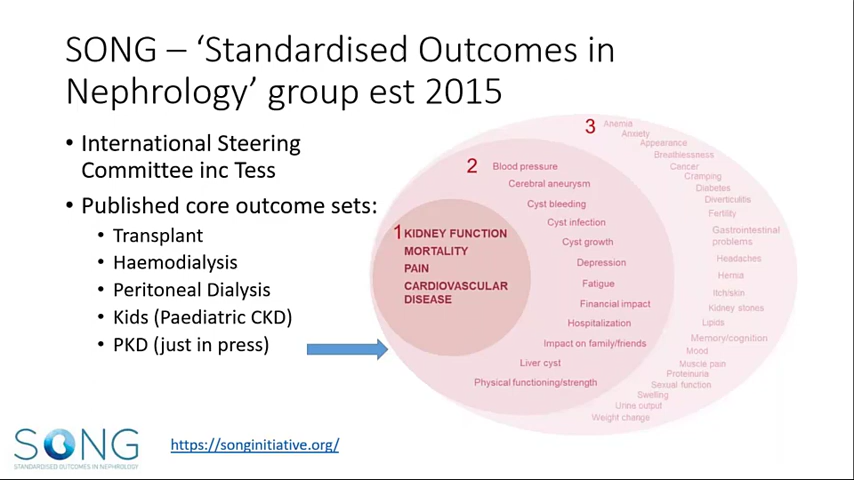 SONG – ‘Standardised Outcomes in
Nephrology’ group est 2015
• International Steering
Committee inc Tess
• Published core outcome sets:
• Transplant
• Haemodialysis
• Peritoneal Dialysis
• Kids (Paediatric CKD)
• PKD (just in press)
1
KIDNEY FUNCTION
MORTALITY
PAIN
CARDIOVASCULAR
DISEASE
2
Blood pressure
Cerebral aneurysm
Cyst bleeding
Cyst infection
Cyst growth
Depression
Fatigue
Financial impact
Hospitalization
Impact on family/friends
Liver cyst
Physical functioning/strength
3
Anemia
Anxiety
Appearance
Breathlessness
Cancer
Cramping
Diabetes
Diverticulitis
Fertility
Gastrointestinal
problems
Headaches
Hernia
Itch/skin
Kidney stones
Lipids
Memory/cognition
Mood
Muscle pain
Proteinuria
Sexual function
Swelling
Urine output
Weight change
SONG
STANDARDISED OUTCOMES IN NEPHROLOGY
https://songinitiative.org/